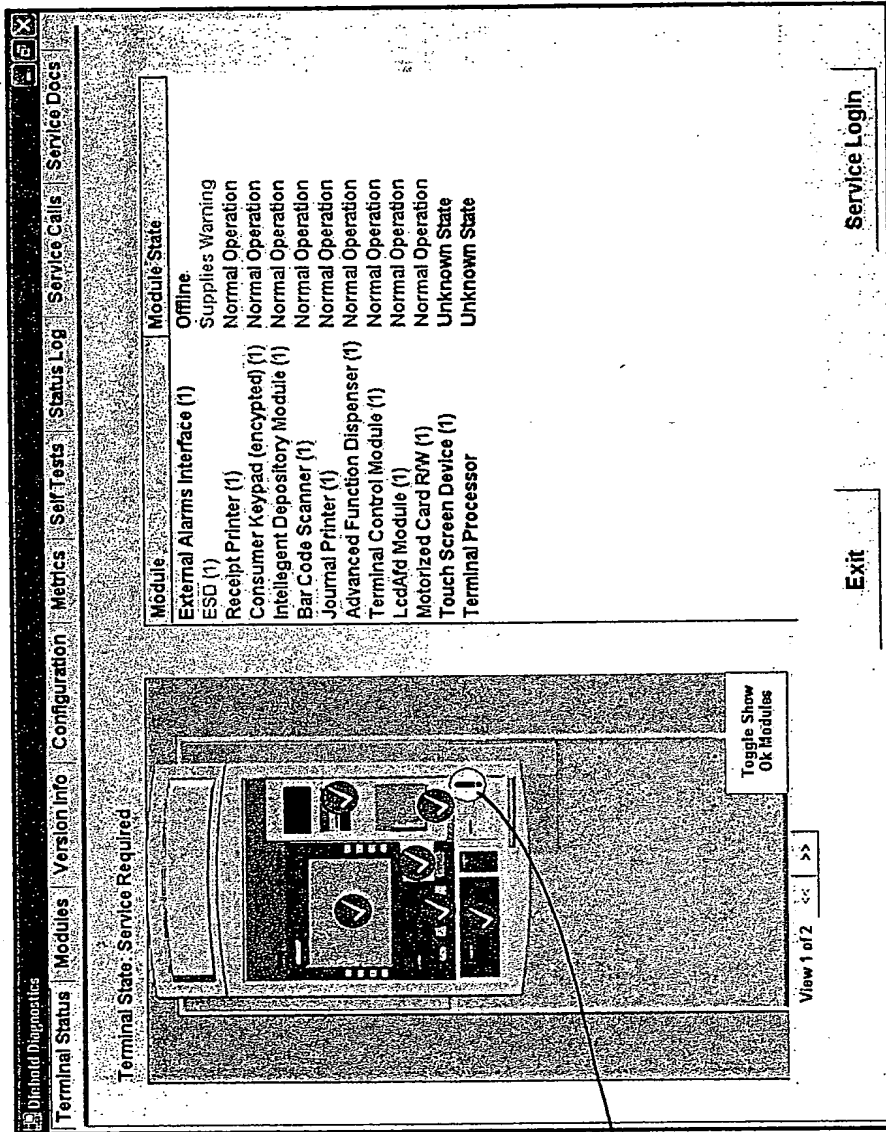 Diebold Diagnostics
Terminal Status Modules Version Info Configuration Metrics Self Tests Status Log Service Calls Service Docs
Terminal State: Service Required
Module Module State
External Alarms Interface (1) Offline
ESD (1) Supplies Warning
Receipt Printer (1) Normal Operation
Consumer Keypad (encypted) (1) Normal Operation
Intellegent Depository Module (1) Normal Operation
Bar Code Scanner (1) Normal Operation
Journal Printer (1) Normal Operation
Advanced Function Dispenser (1) Normal Operation
Terminal Control Module (1) Normal Operation
LcdAfd Module (1) Normal Operation
Motorized Card R/W (1) Normal Operation
Touch Screen Device (1) Unknown State
Terminal Processor Unknown State
Toggle Show
Ok Modules
View 1 of 2 << >>
Exit Service Login